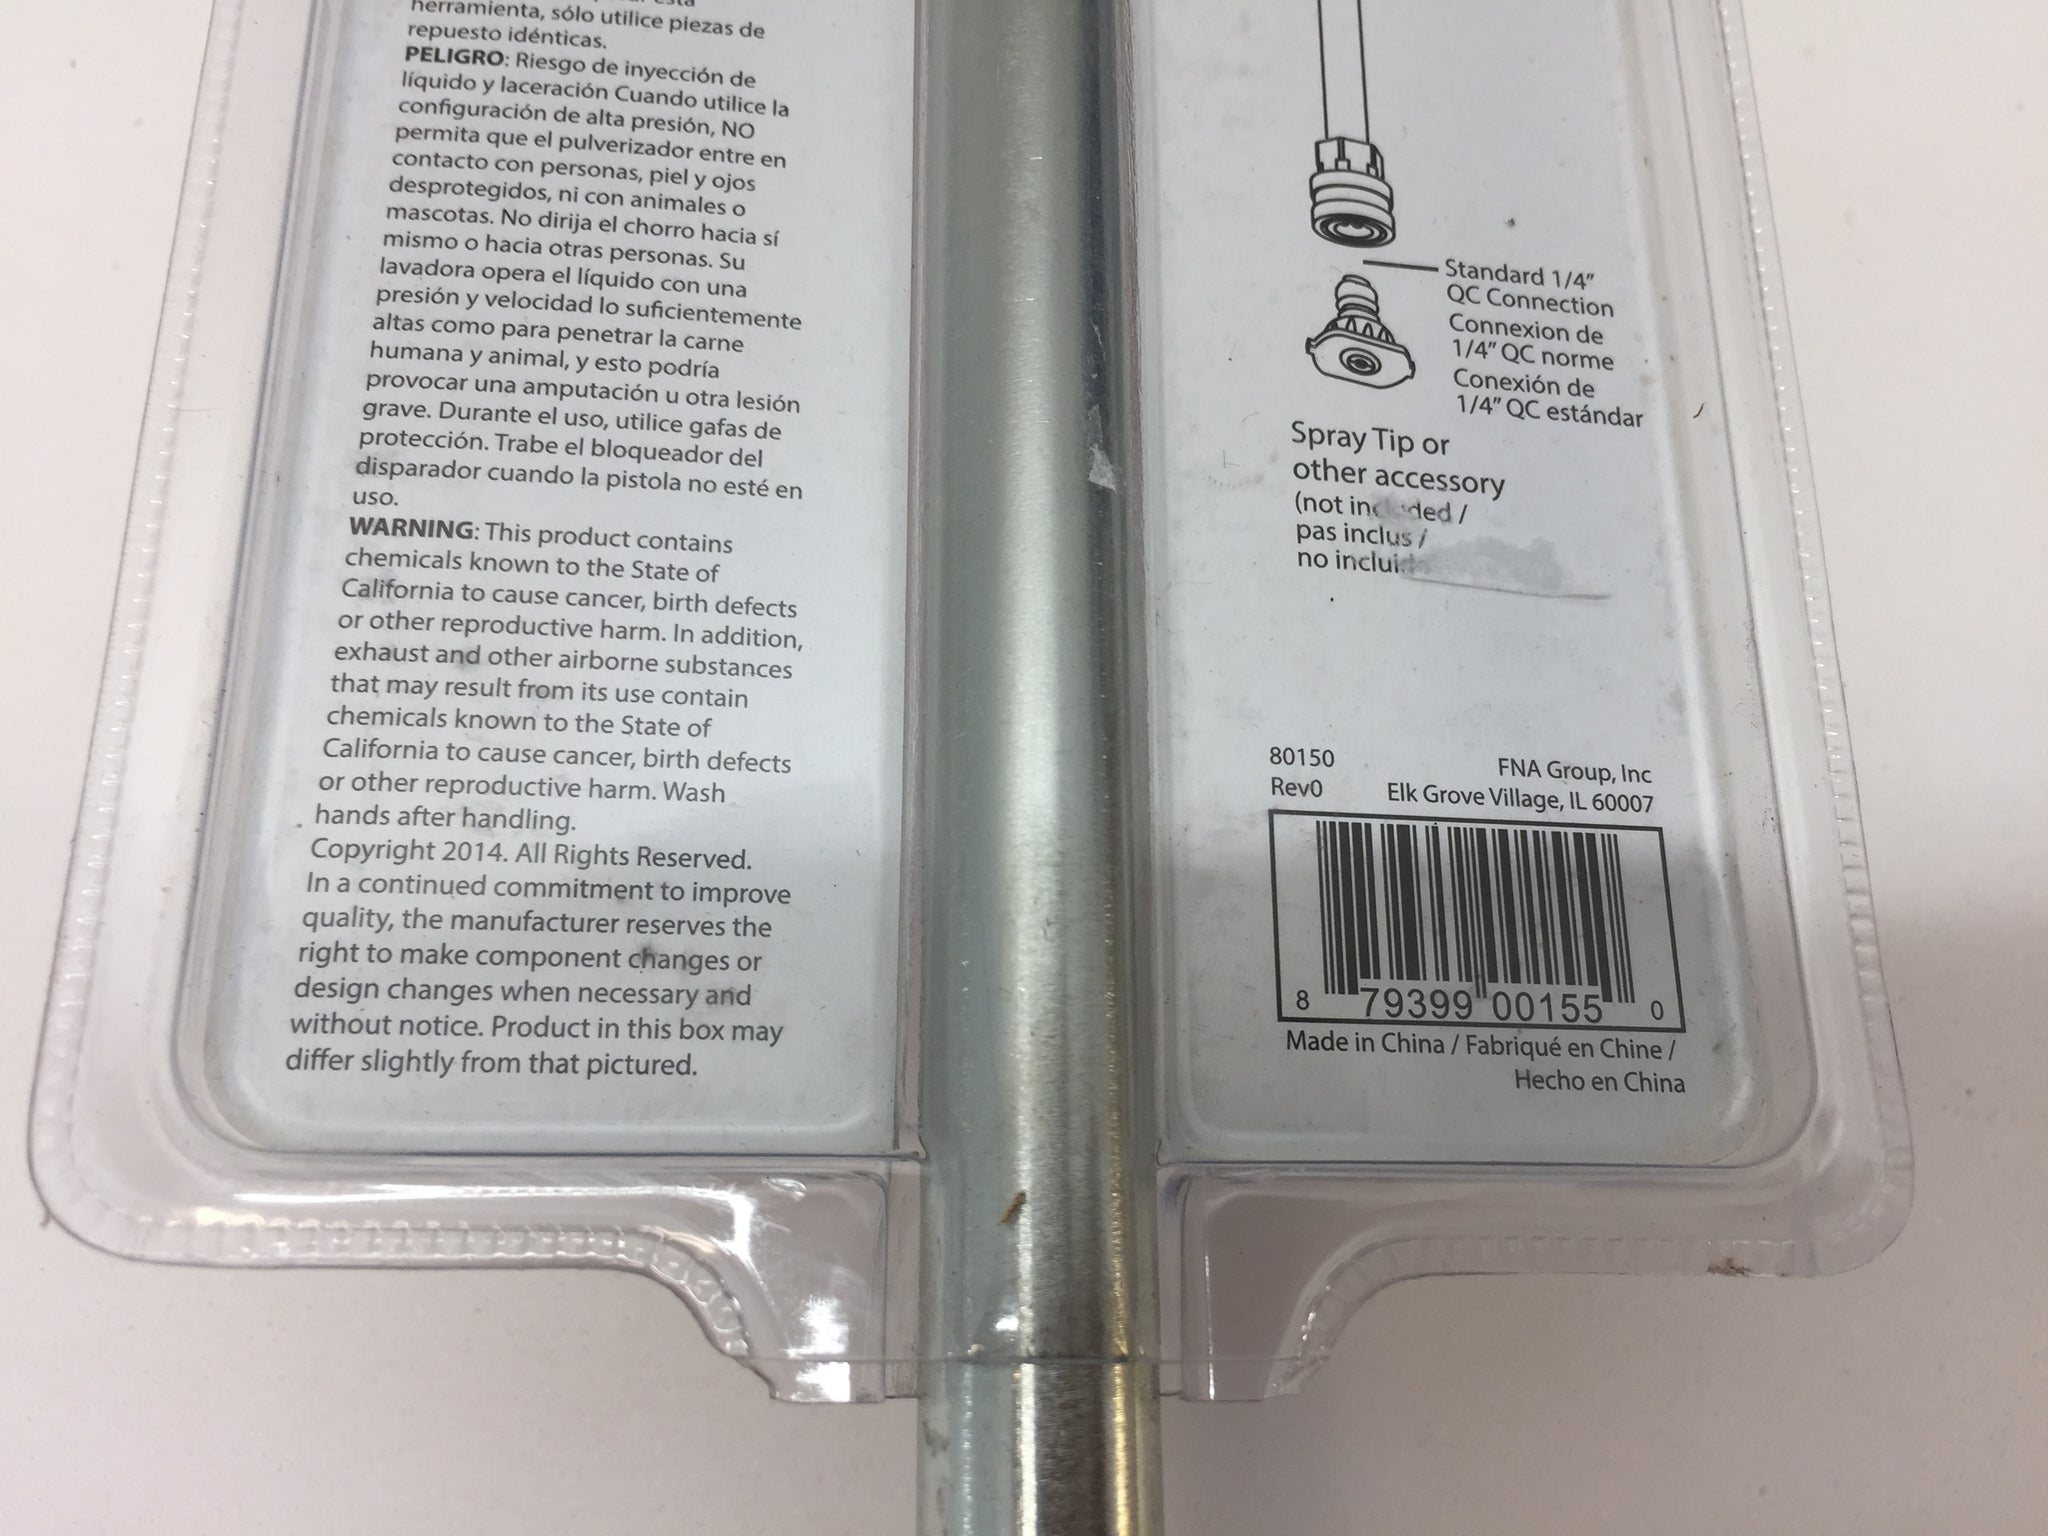 herramienta, sólo utilice piezas de
repuesto idénticas.
PELIGRO: Riesgo de inyección de
líquido y laceración Cuando utilice la
configuración de alta presión, NO
permita que el pulverizador entre en
contacto con personas, piel y ojos
desprotegidos, ni con animales o
mascotas. No dirija el chorro hacia sí
mismo o hacia otras personas. Su
lavadora opera el líquido con una
presión y velocidad lo suficientemente
altas como para penetrar la carne
humana y animal, y esto podría
provocar una amputación u otra lesión
grave. Durante el uso, utilice gafas de
protección. Trabe el bloqueador del
disparador cuando la pistola no esté en
uso.
WARNING: This product contains
chemicals known to the State of
California to cause cancer, birth defects
or other reproductive harm. In addition,
exhaust and other airborne substances
that may result from its use contain
chemicals known to the State of
California to cause cancer, birth defects
or other reproductive harm. Wash
hands after handling.
Copyright 2014. All Rights Reserved.
In a continued commitment to improve
quality, the manufacturer reserves the
right to make component changes or
design changes when necessary and
without notice. Product in this box may
differ slightly from that pictured.
Standard 1/4"
QC Connection
Connexion de
1/4" QC norme
Conexión de
1/4" QC estándar
Spray Tip or
other accessory
(not included /
pas inclus /
no
80150
Rev0
FNA Group, Inc
Elk Grove Village, IL 60007
8 79399 00155 0
Made in China / Fabriqué en Chine /
Hecho en China